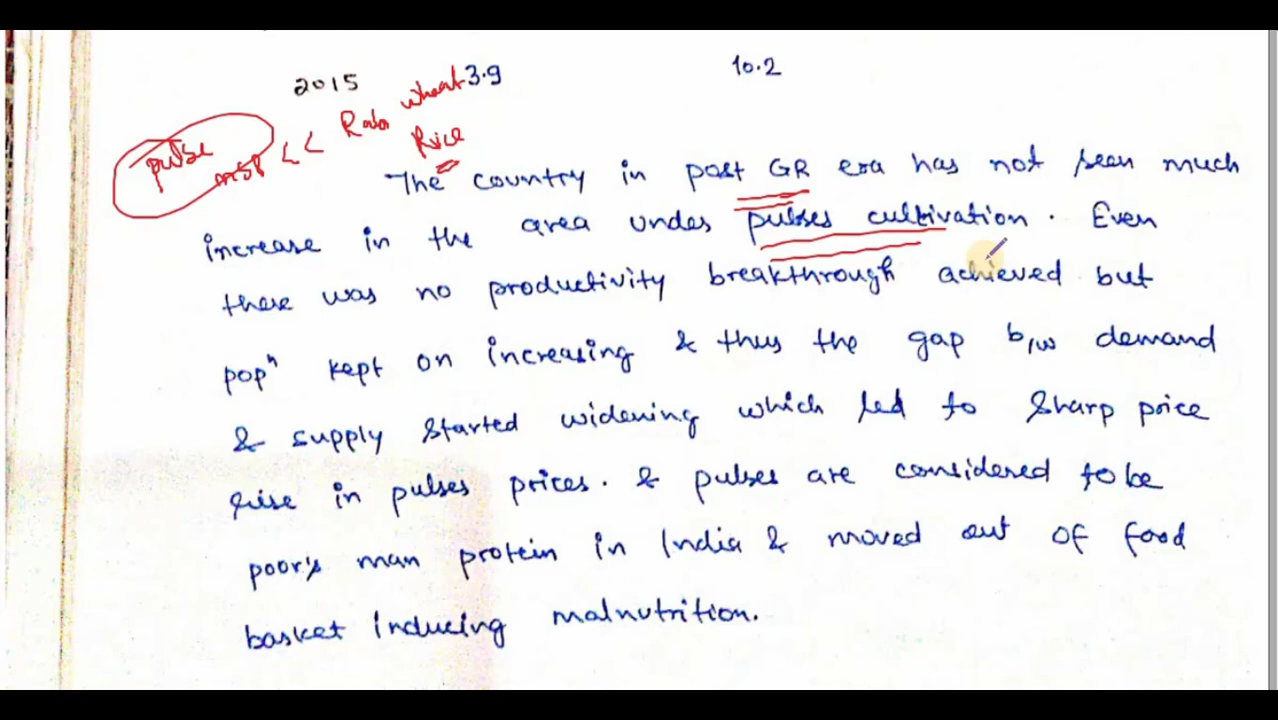 2015 3.9 10.2
pulse MSP << Rate wheat
Rice
The country in post GR era has not seen much
increase in the area under pulses cultivation. Even
there was no productivity breakthrough achieved but
popⁿ kept on increasing & thus the gap b/w demand
& supply started widening which led to sharp price
rise in pulses prices. & pulses are considered to be
poor's man protein in India & moved out of food
basket inducing malnutrition.